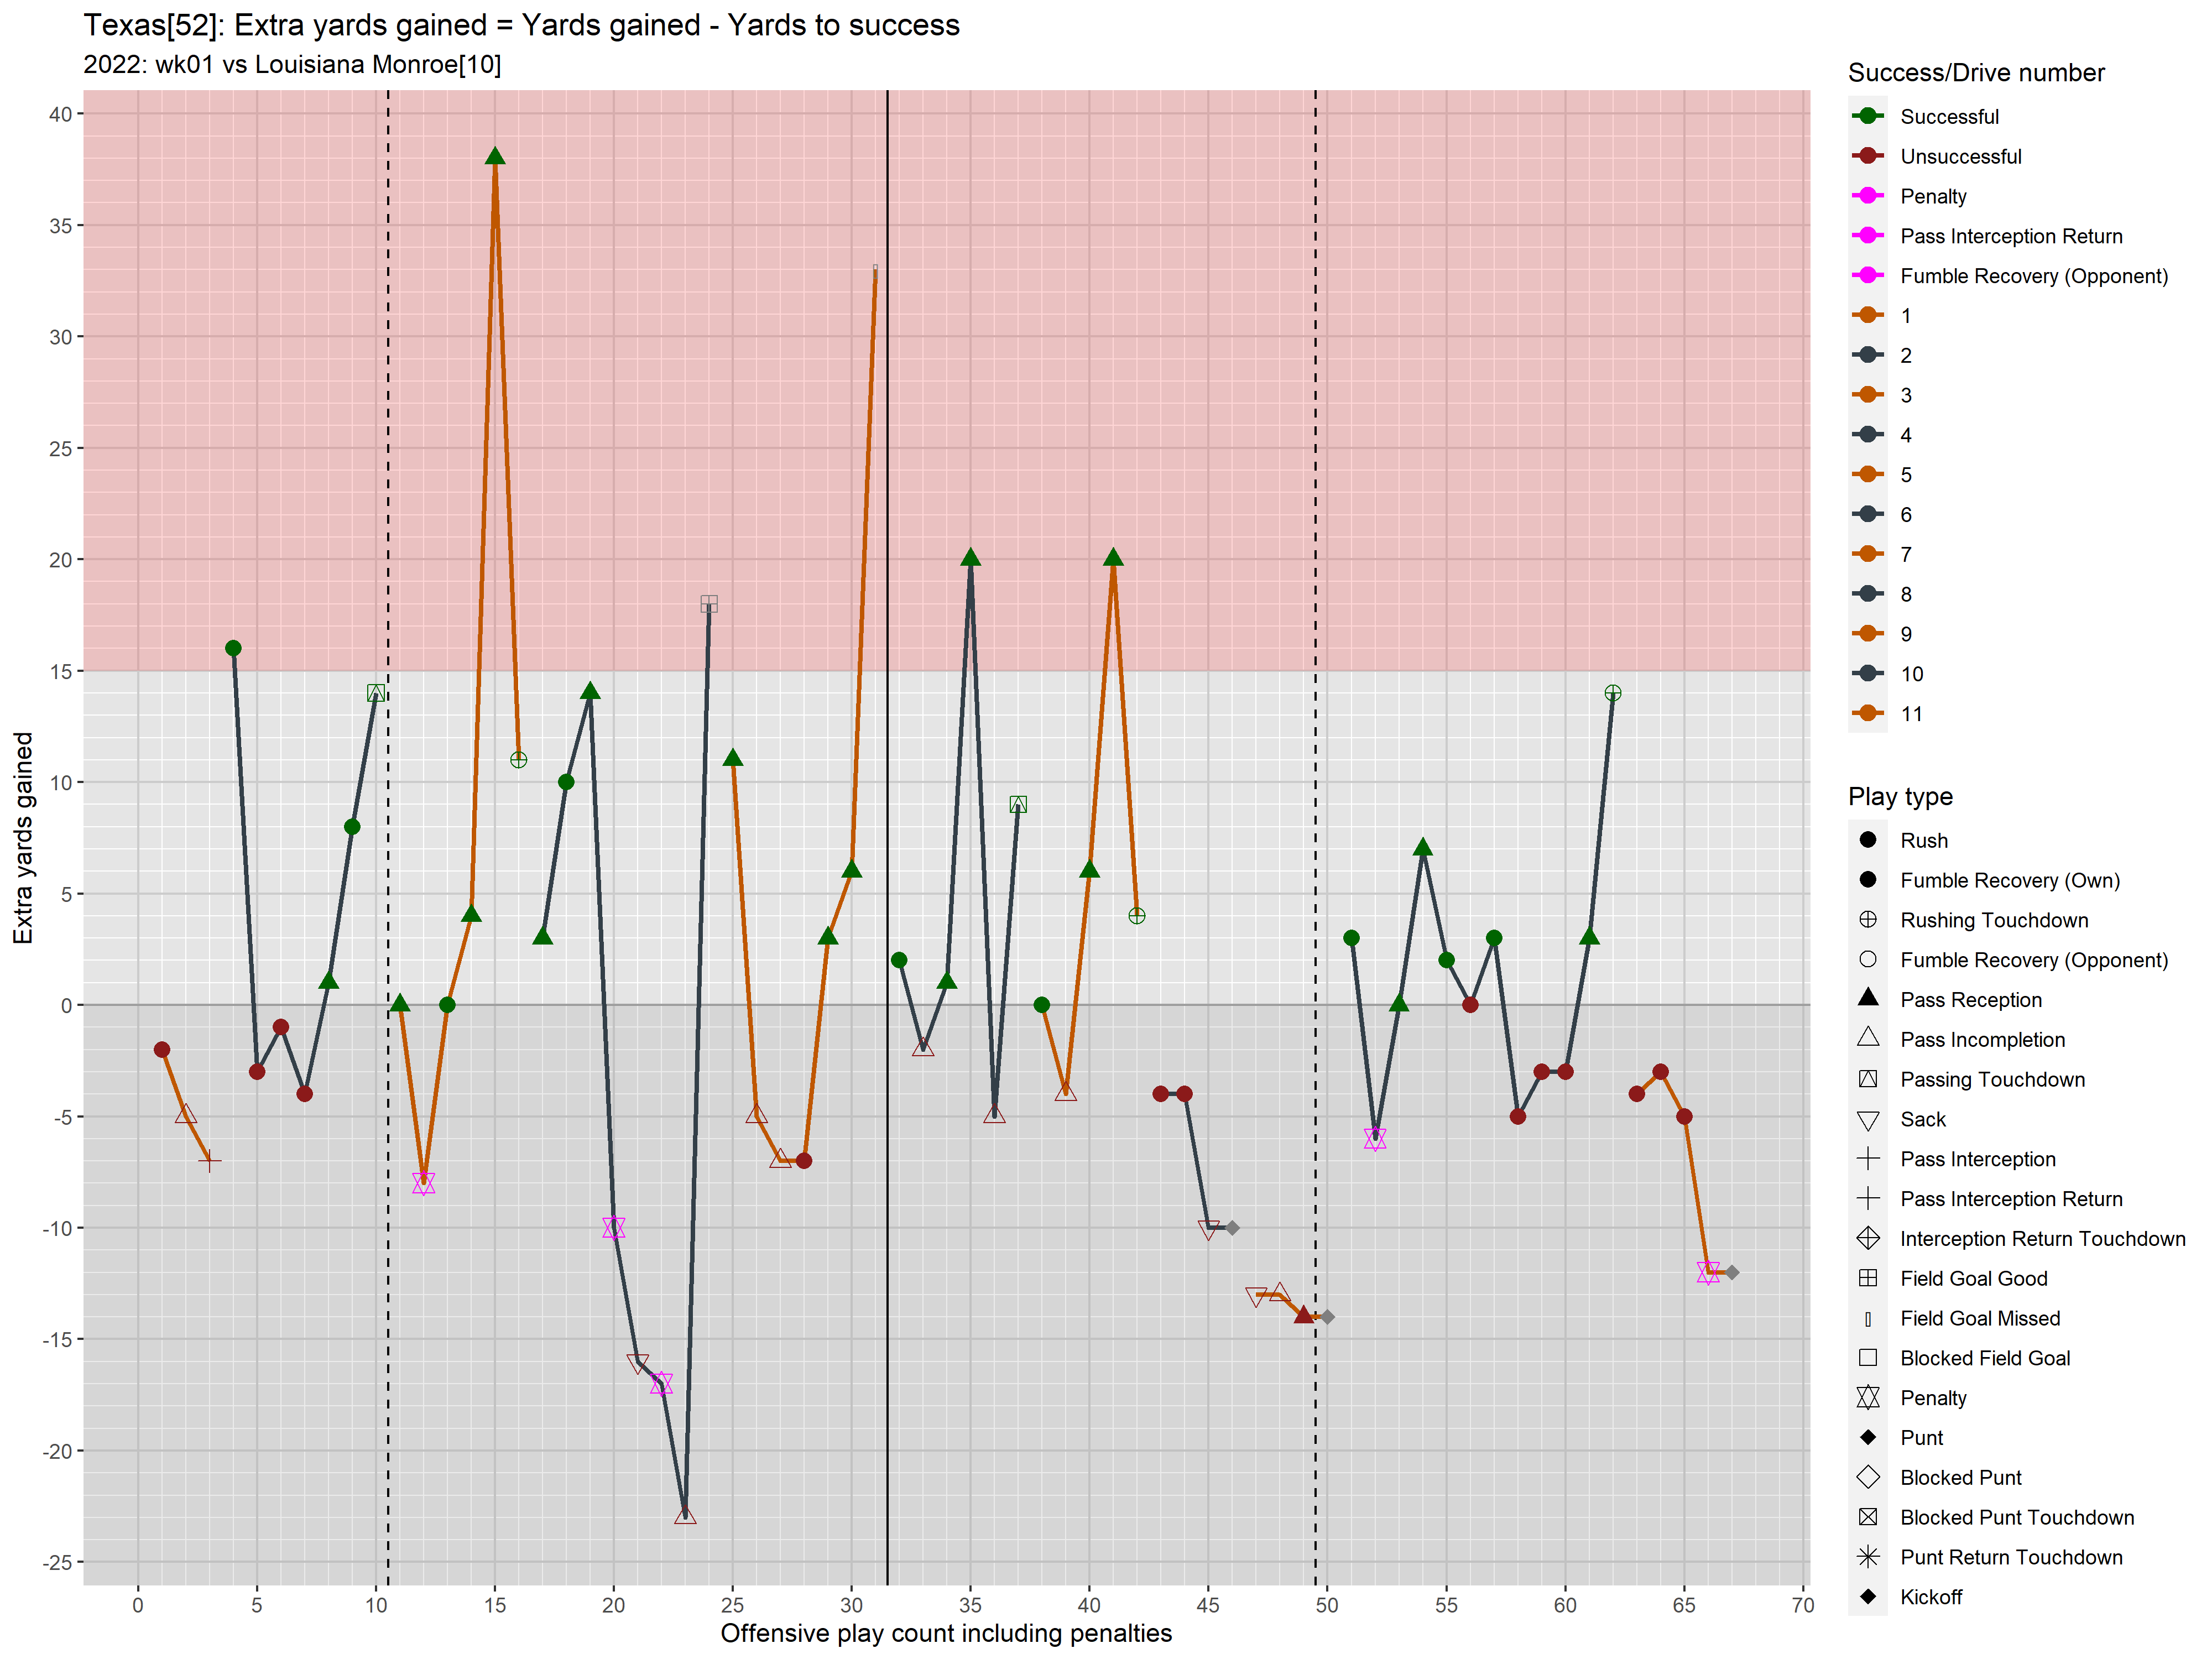 Texas[52]: Extra yards gained = Yards gained - Yards to success
2022: wk01 vs Louisiana Monroe[10]
Extra yards gained
40
35
30
25
20
15
10
5
0
-5
-10
-15
-20
-25
0 5 10 15 20 25 30 35 40 45 50 55 60 65 70
Offensive play count including penalties
Success/Drive number
Successful
Unsuccessful
Penalty
Pass Interception Return
Fumble Recovery (Opponent)
1
2
3
4
5
6
7
8
9
10
11
Play type
Rush
Fumble Recovery (Own)
Rushing Touchdown
Fumble Recovery (Opponent)
Pass Reception
Pass Incompletion
Passing Touchdown
Sack
Pass Interception
Pass Interception Return
Interception Return Touchdown
Field Goal Good
Field Goal Missed
Blocked Field Goal
Penalty
Punt
Blocked Punt
Blocked Punt Touchdown
Punt Return Touchdown
Kickoff